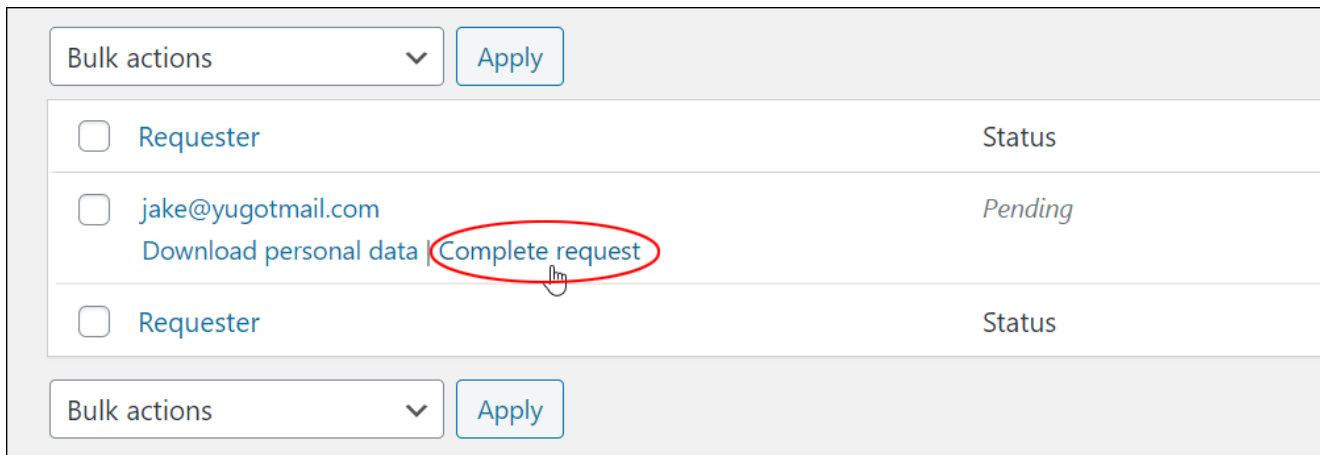 Bulk actions Apply
Requester Status
jake@yugotmail.com Pending
Download personal data | Complete request
Requester Status
Bulk actions Apply